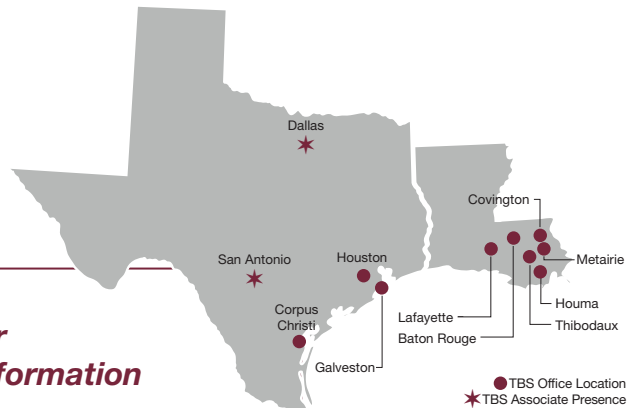 Dallas
Covington
San Antonio
Houston
Metairie
Corpus
Christi
Houma
Lafayette
Thibodaux
Baton Rouge
Galveston
formation
TBS Office Location
TBS Associate Presence